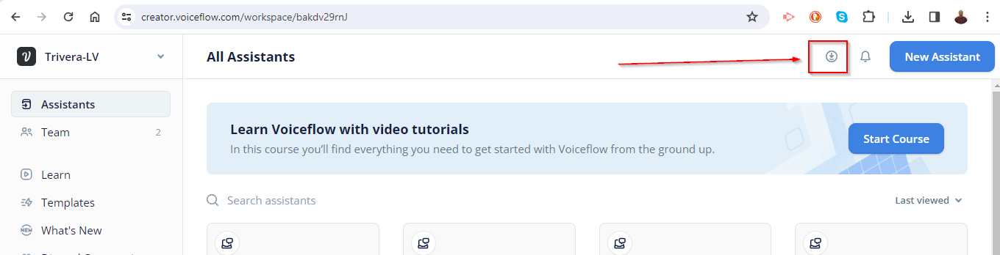 creator.voiceflow.com/workspace/bakdv29rnJ
Trivera-LV
All Assistants
New Assistant
Assistants
Team 2
Learn
Templates
NEW What's New
Learn Voiceflow with video tutorials
In this course you’ll find everything you need to get started with Voiceflow from the ground up.
Start Course
Search assistants
Last viewed